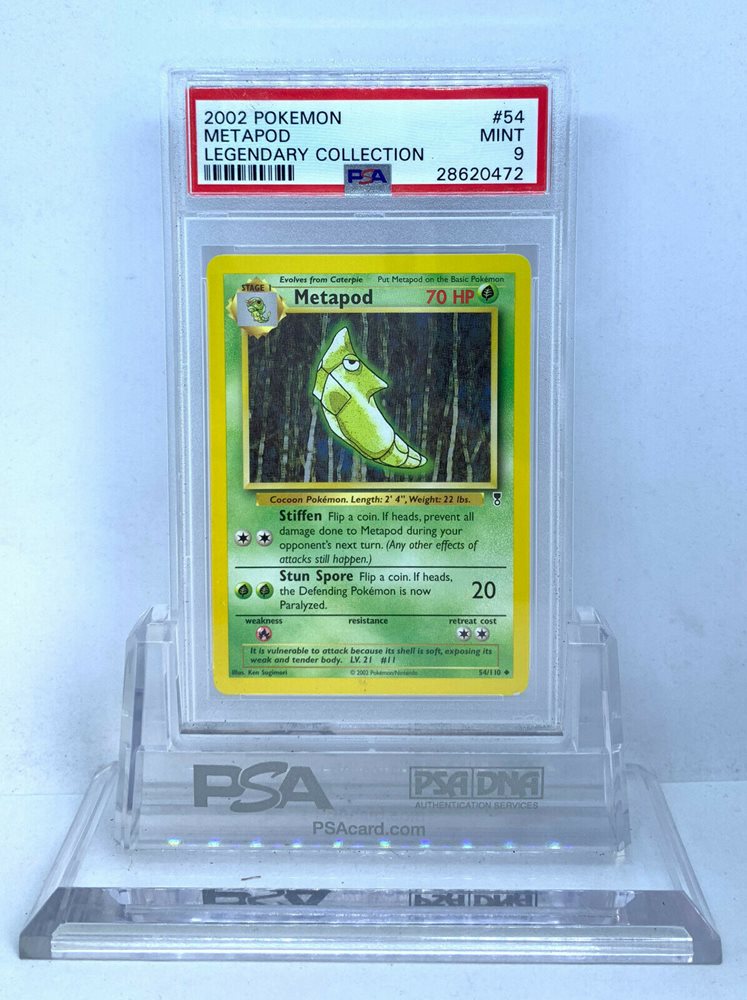 2002 POKEMON #54
METAPOD MINT
LEGENDARY COLLECTION 9
PSA 28620472
Evolves from Caterpie Put Metapod on the Basic Pokémon
STAGE 1
Metapod 70 HP
Cocoon Pokémon. Length: 2' 4", Weight: 22 lbs.
Stiffen Flip a coin. If heads, prevent all
damage done to Metapod during your
opponent's next turn. (Any other effects of
attacks still happen.)
Stun Spore Flip a coin. If heads,
the Defending Pokémon is now 20
Paralyzed.
weakness resistance retreat cost
It is vulnerable to attack because its shell is soft, exposing its
weak and tender body. LV. 21 #11
Illus. Ken Sugimori © 2002 Pokémon/Nintendo 54/110
PSA PSA DNA
AUTHENTICATION SERVICES
PSAcard.com